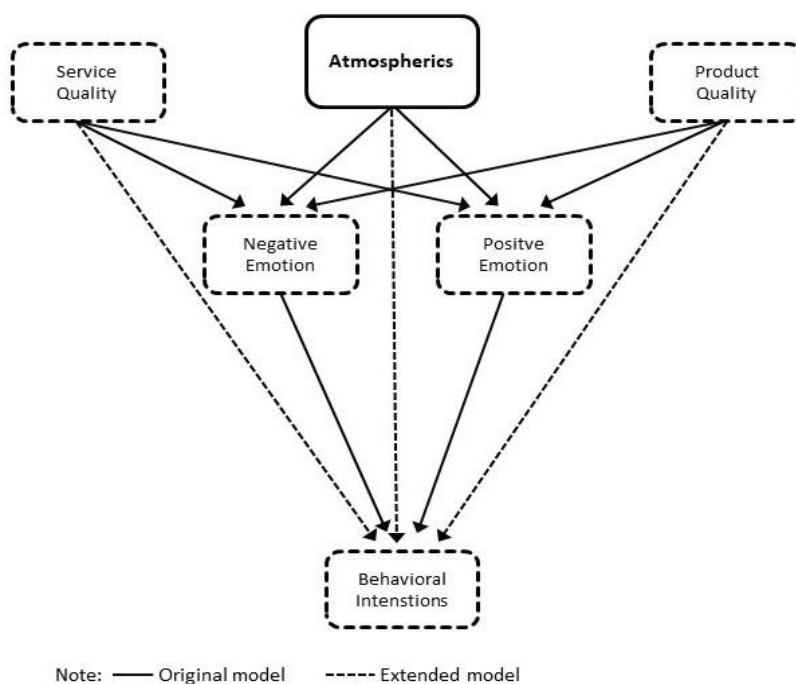 Service
Quality
Atmospherics
Product
Quality
Negative
Emotion
Positve
Emotion
Behavioral
Intenstions
Note: Original model Extended model